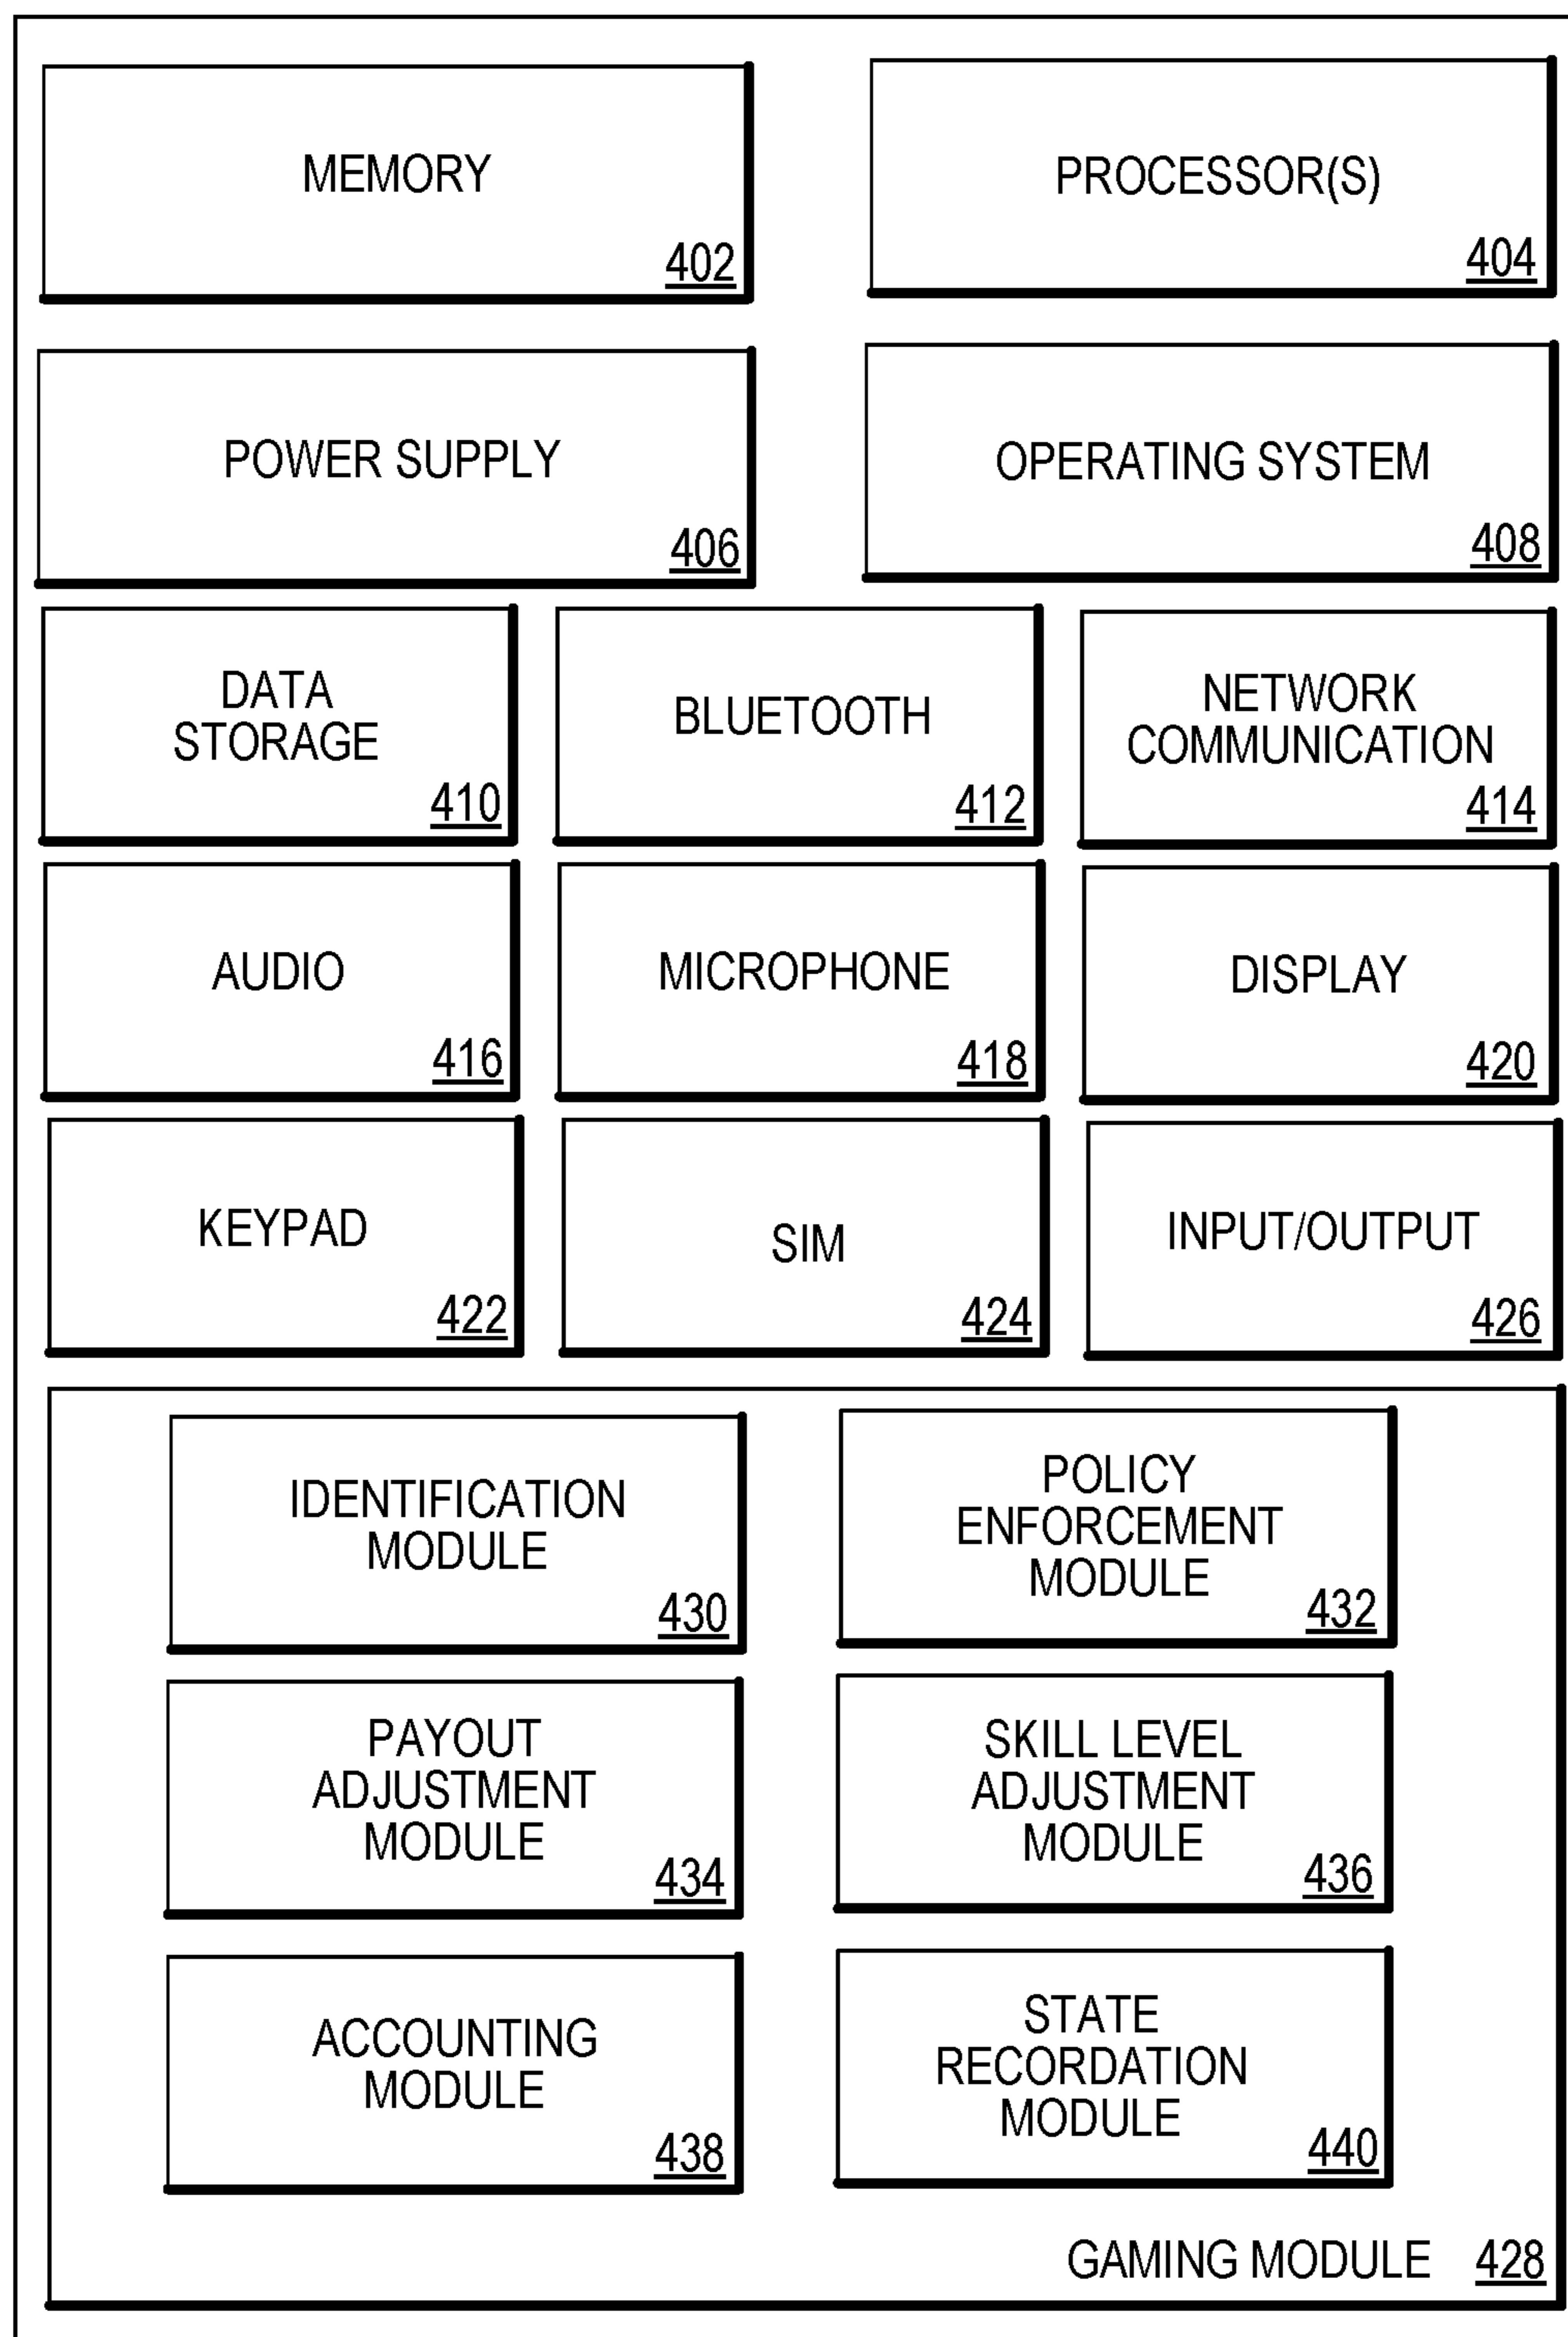 MEMORY
402
PROCESSOR(S)
404
POWER SUPPLY
406
OPERATING SYSTEM
408
DATA
STORAGE
410
BLUETOOTH
412
NETWORK
COMMUNICATION
414
AUDIO
416
MICROPHONE
418
DISPLAY
420
KEYPAD
422
SIM
424
INPUT/OUTPUT
426
IDENTIFICATION
MODULE
430
POLICY
ENFORCEMENT
MODULE
432
PAYOUT
ADJUSTMENT
MODULE
434
SKILL LEVEL
ADJUSTMENT
MODULE
436
ACCOUNTING
MODULE
438
STATE
RECORDATION
MODULE
440
GAMING MODULE 428